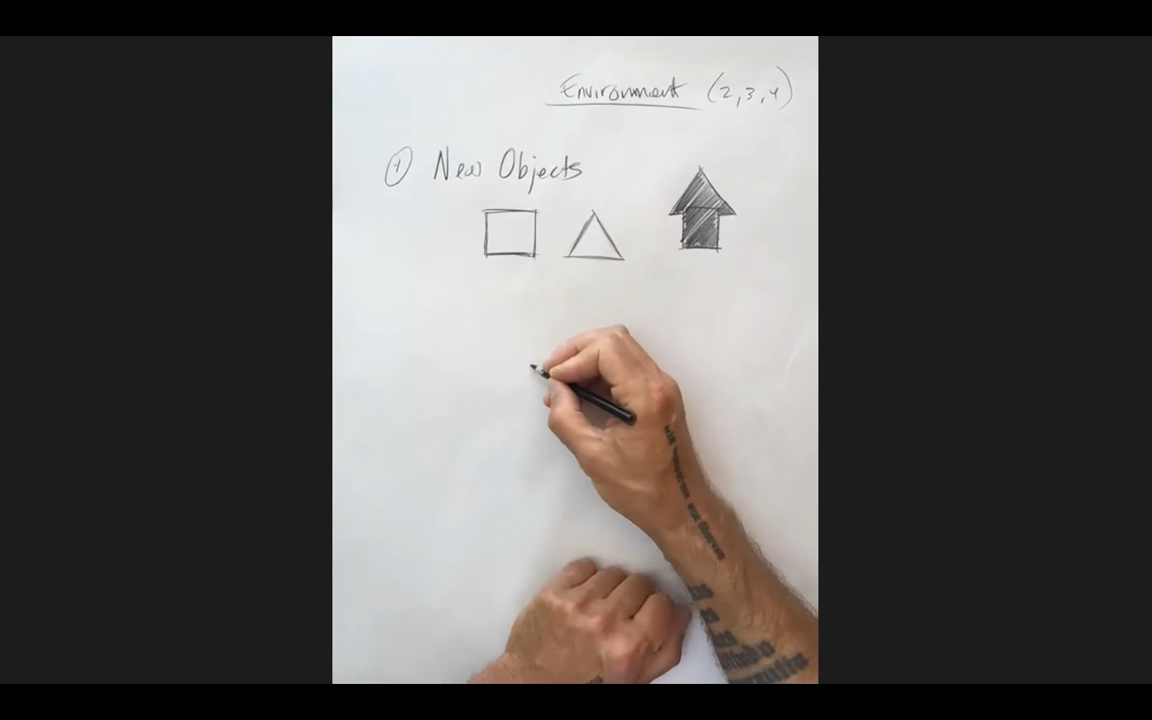 Environment (2,3,4)
① New Objects